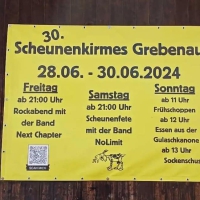 30.
Scheunenkirmes Grebenau
28.06. - 30.06.2024
Freitag
ab 21:00 Uhr
Rockabend mit
der Band
Next Chapter
Samstag
ab 21:00 Uhr
Scheunenfete
mit der Band
NoLimit
Sonntag
ab 11 Uhr
Frühschoppen
ab 12 Uhr
Essen aus der
Gulaschkanone
ab 13 Uhr
Sockenschuss